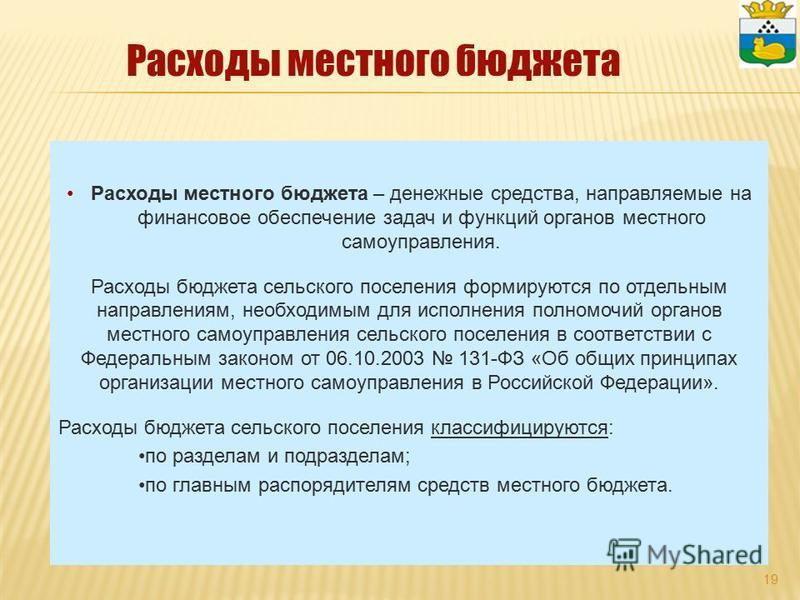 Расходы местного бюджета
• Расходы местного бюджета – денежные средства, направляемые на
финансовое обеспечение задач и функций органов местного
самоуправления.
Расходы бюджета сельского поселения формируются по отдельным
направлениям, необходимым для исполнения полномочий органов
местного самоуправления сельского поселения в соответствии с
Федеральным законом от 06.10.2003 № 131-ФЗ «Об общих принципах
организации местного самоуправления в Российской Федерации».
Расходы бюджета сельского поселения классифицируются:
•по разделам и подразделам;
•по главным распорядителям средств местного бюджета.
MyShared
19